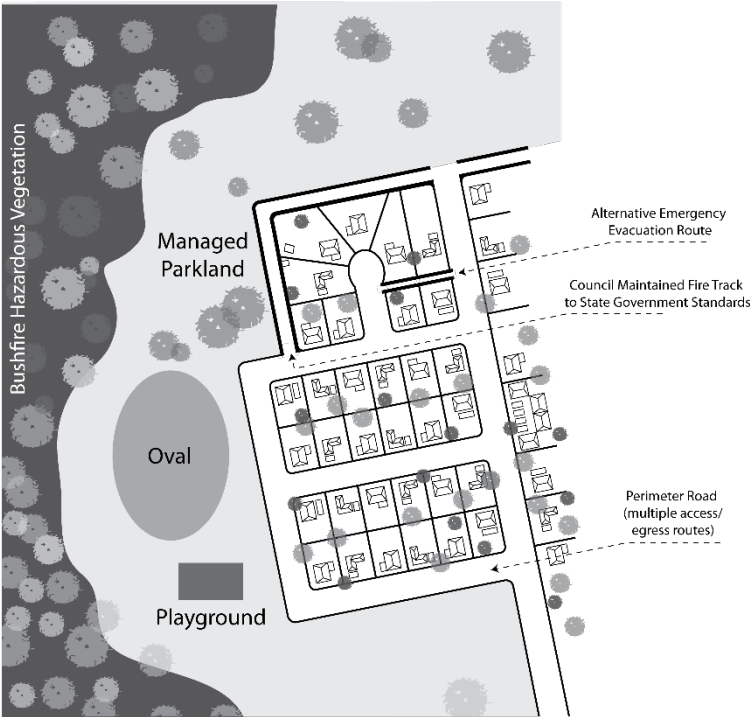 Bushfire Hazardous Vegetation
Managed
Parkland
Alternative Emergency
Evacuation Route
Council Maintained Fire Track
to State Government Standards
Oval
Perimeter Road
(multiple access/
egress routes)
Playground